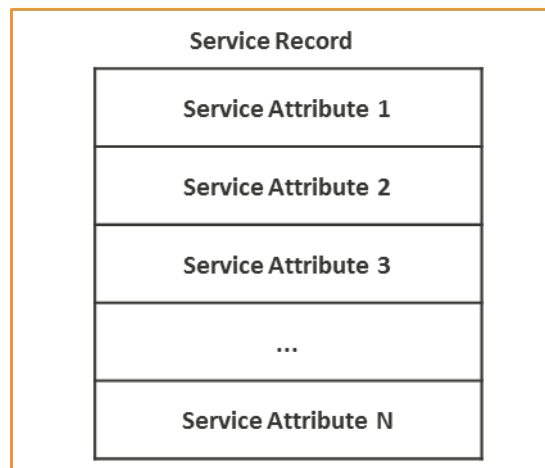 Service Record
Service Attribute 1
Service Attribute 2
Service Attribute 3
...
Service Attribute N